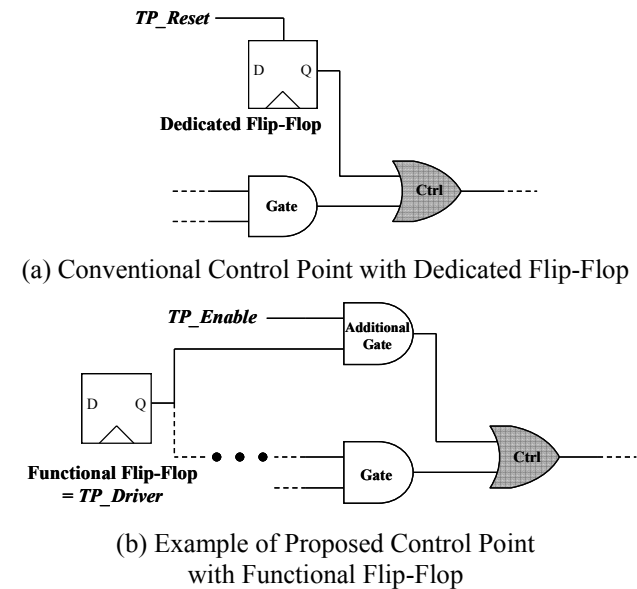 TP_Reset
D Q
Dedicated Flip-Flop
Gate
Ctrl
(a) Conventional Control Point with Dedicated Flip-Flop
TP_Enable
Additional
Gate
D Q
Functional Flip-Flop
= TP_Driver
Gate
Ctrl
(b) Example of Proposed Control Point
with Functional Flip-Flop